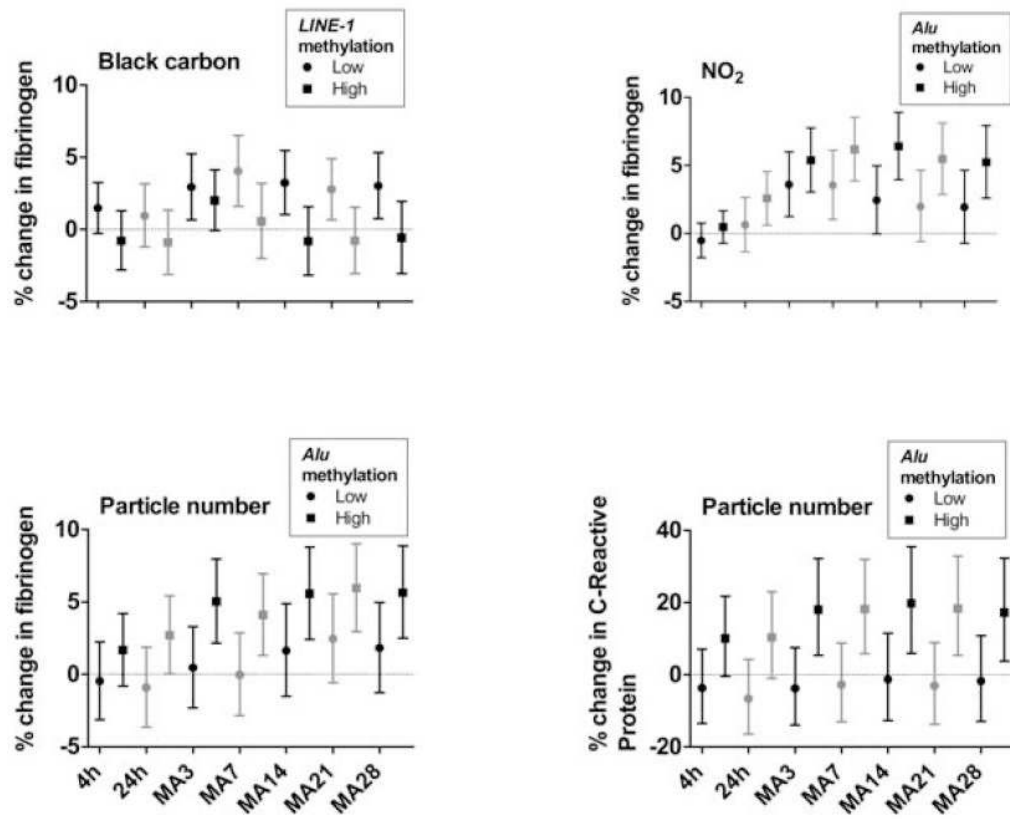 LINE-1
methylation
Low
High
Black carbon
% change in fibrinogen
10
5
0
-5
Alu
methylation
Low
High
NO2
% change in fibrinogen
10
5
0
-5
Alu
methylation
Low
High
Particle number
% change in fibrinogen
10
5
0
-5
4h
24h
MA3
MA7
MA14
MA21
MA28
Alu
methylation
Low
High
Particle number
% change in C-Reactive
Protein
40
20
0
-20
4h
24h
MA3
MA7
MA14
MA21
MA28